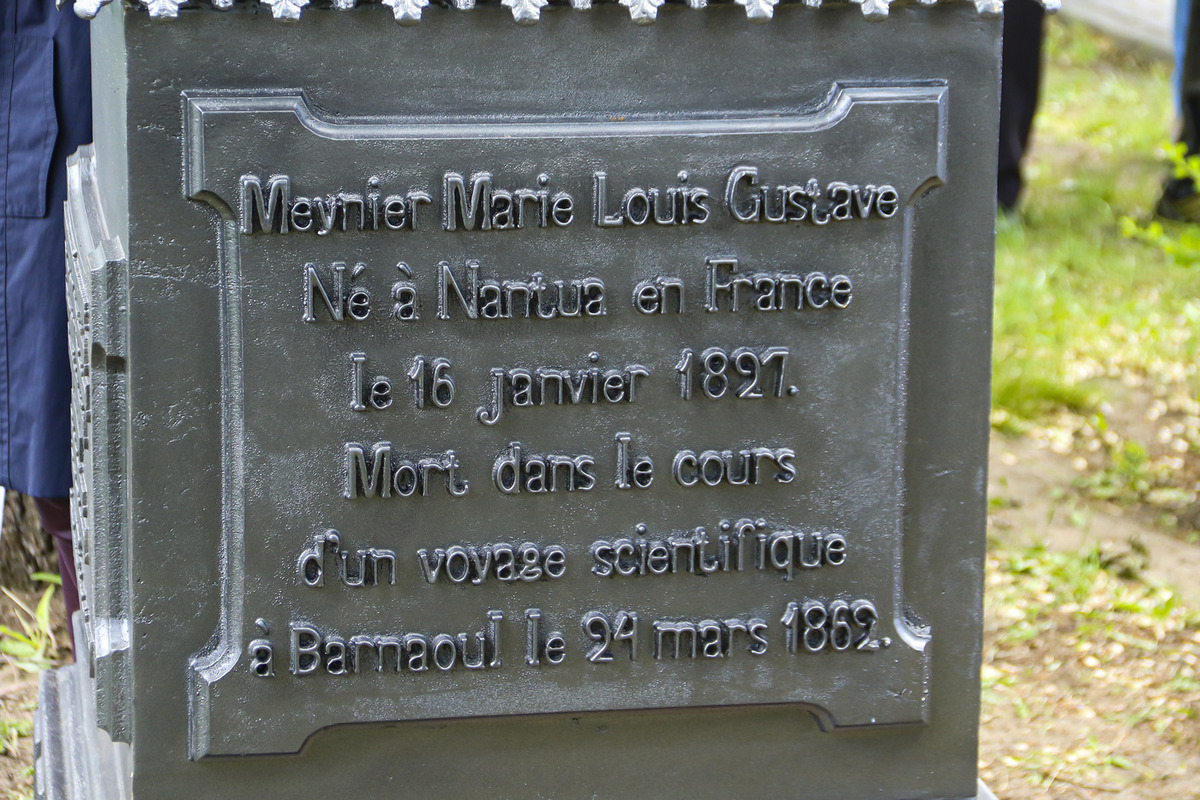 Meynier Marie Louis Gustave
Né à Nantua en France
le 16 janvier 1827.
Mort dans le cours
d'un voyage scientifique
à Barnaoul le 24 mars 1862.